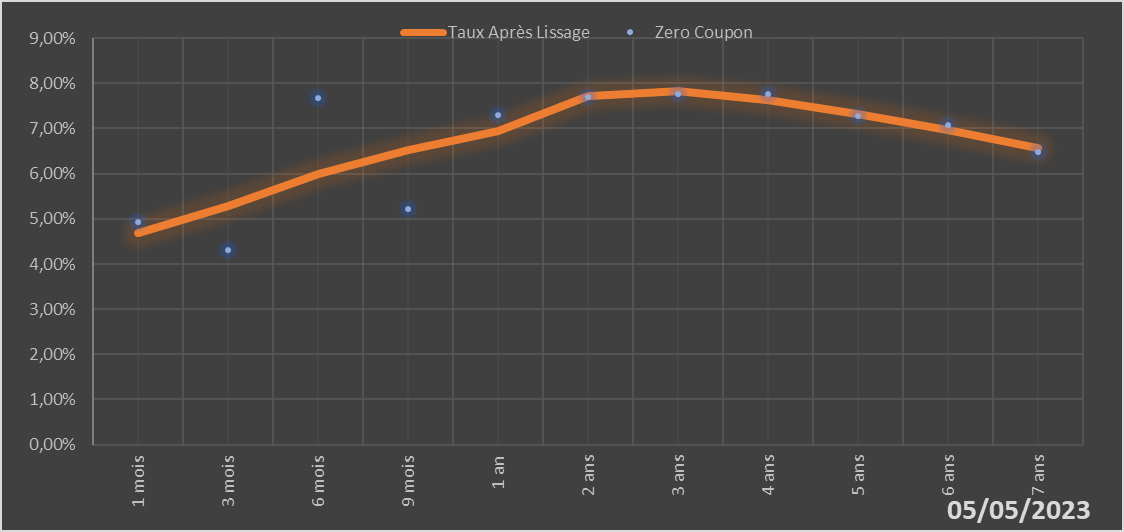 Taux Après Lissage Zero Coupon
9,00%
8,00%
7,00%
6,00%
5,00%
4,00%
3,00%
2,00%
1,00%
0,00%
1 mois
3 mois
6 mois
9 mois
1 an
2 ans
3 ans
4 ans
5 ans
6 ans
7 ans
05/05/2023